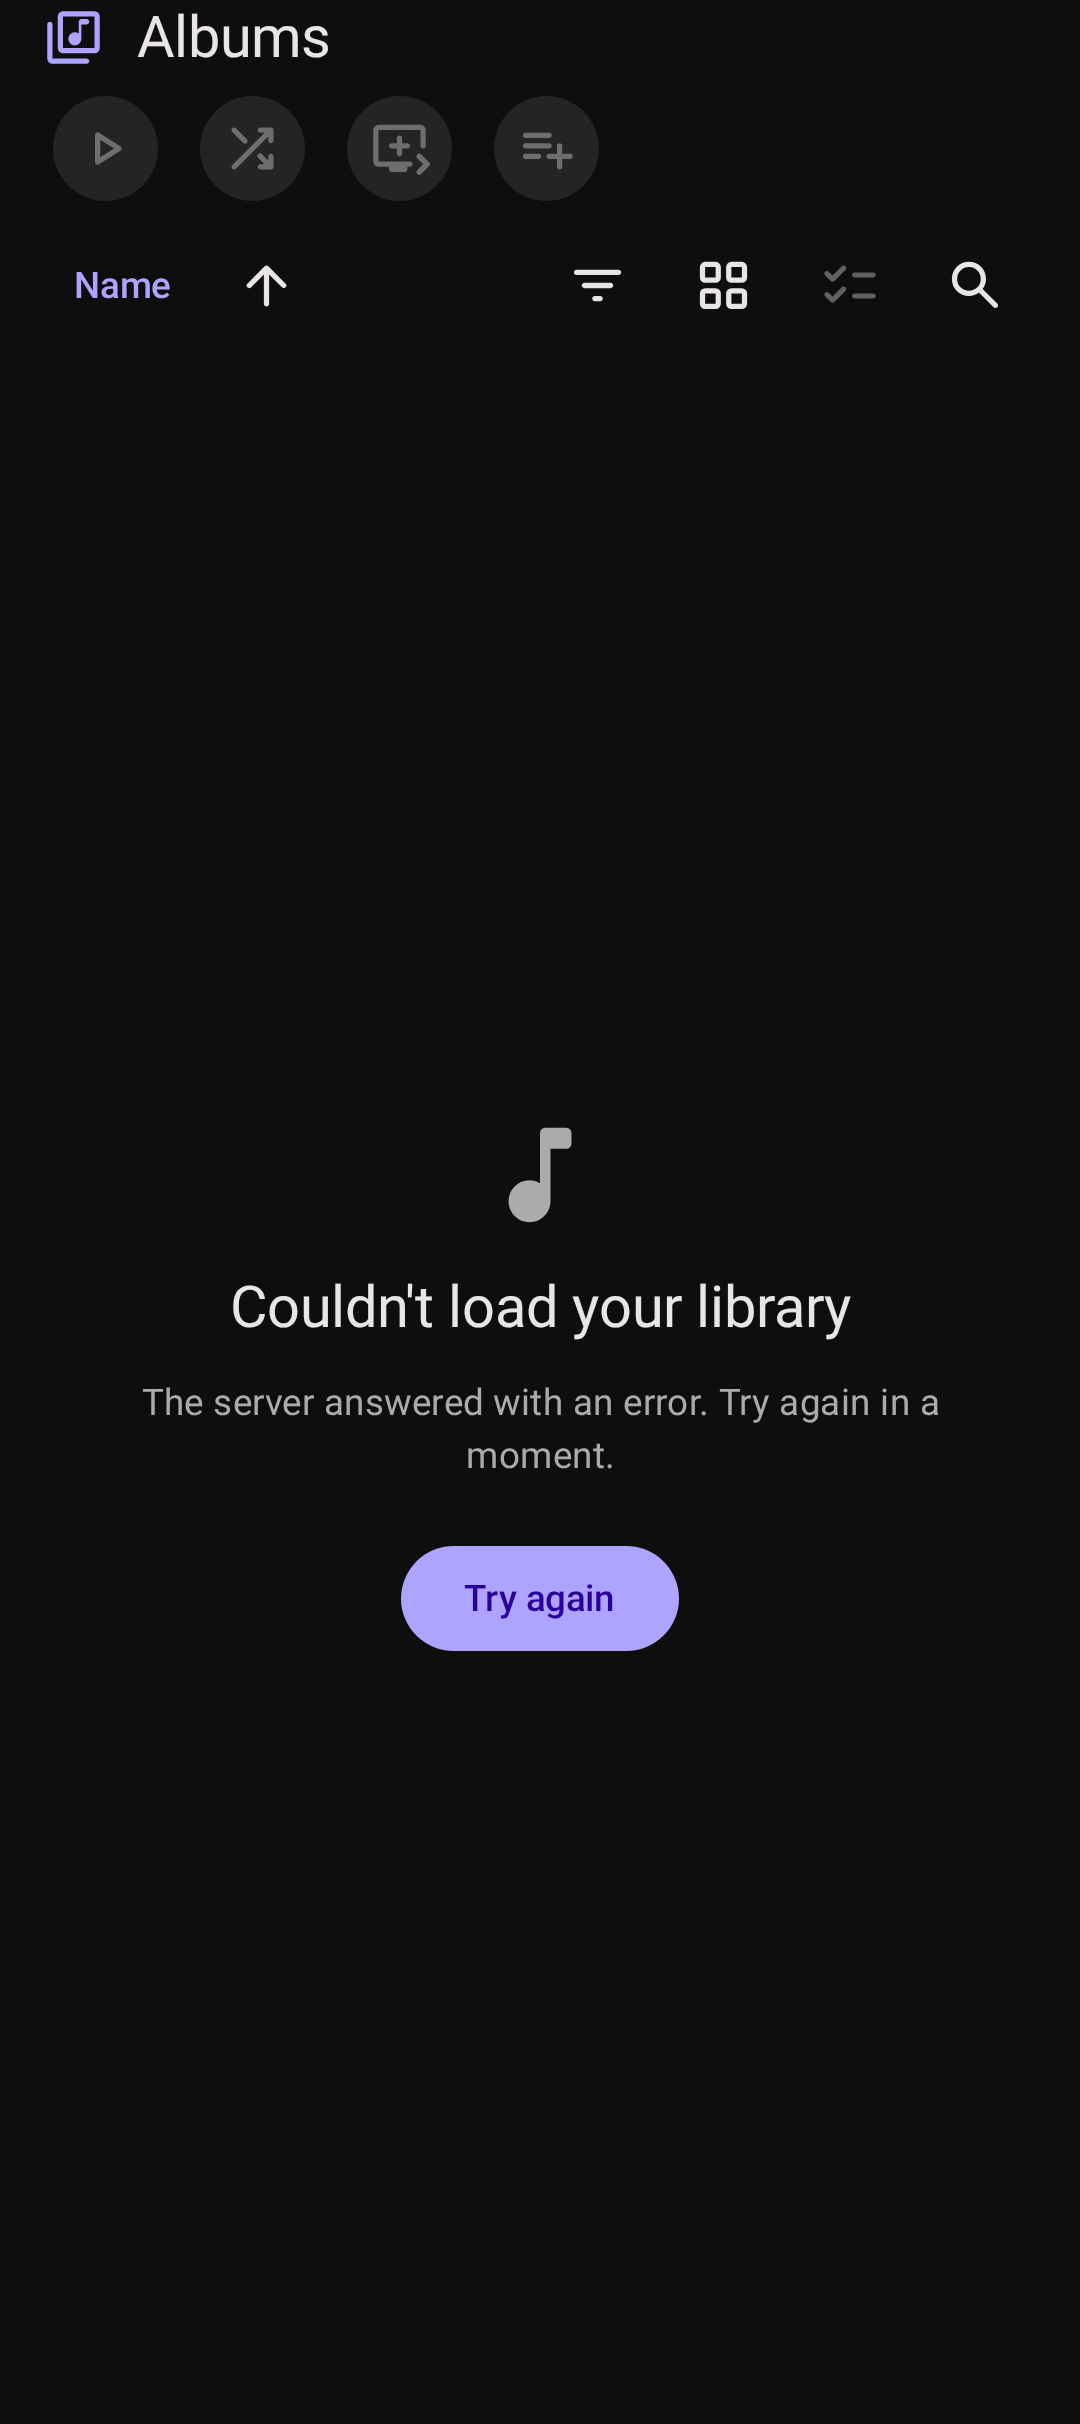 Albums
Name
Couldn't load your library
The server answered with an error. Try again in a
moment.
Try again